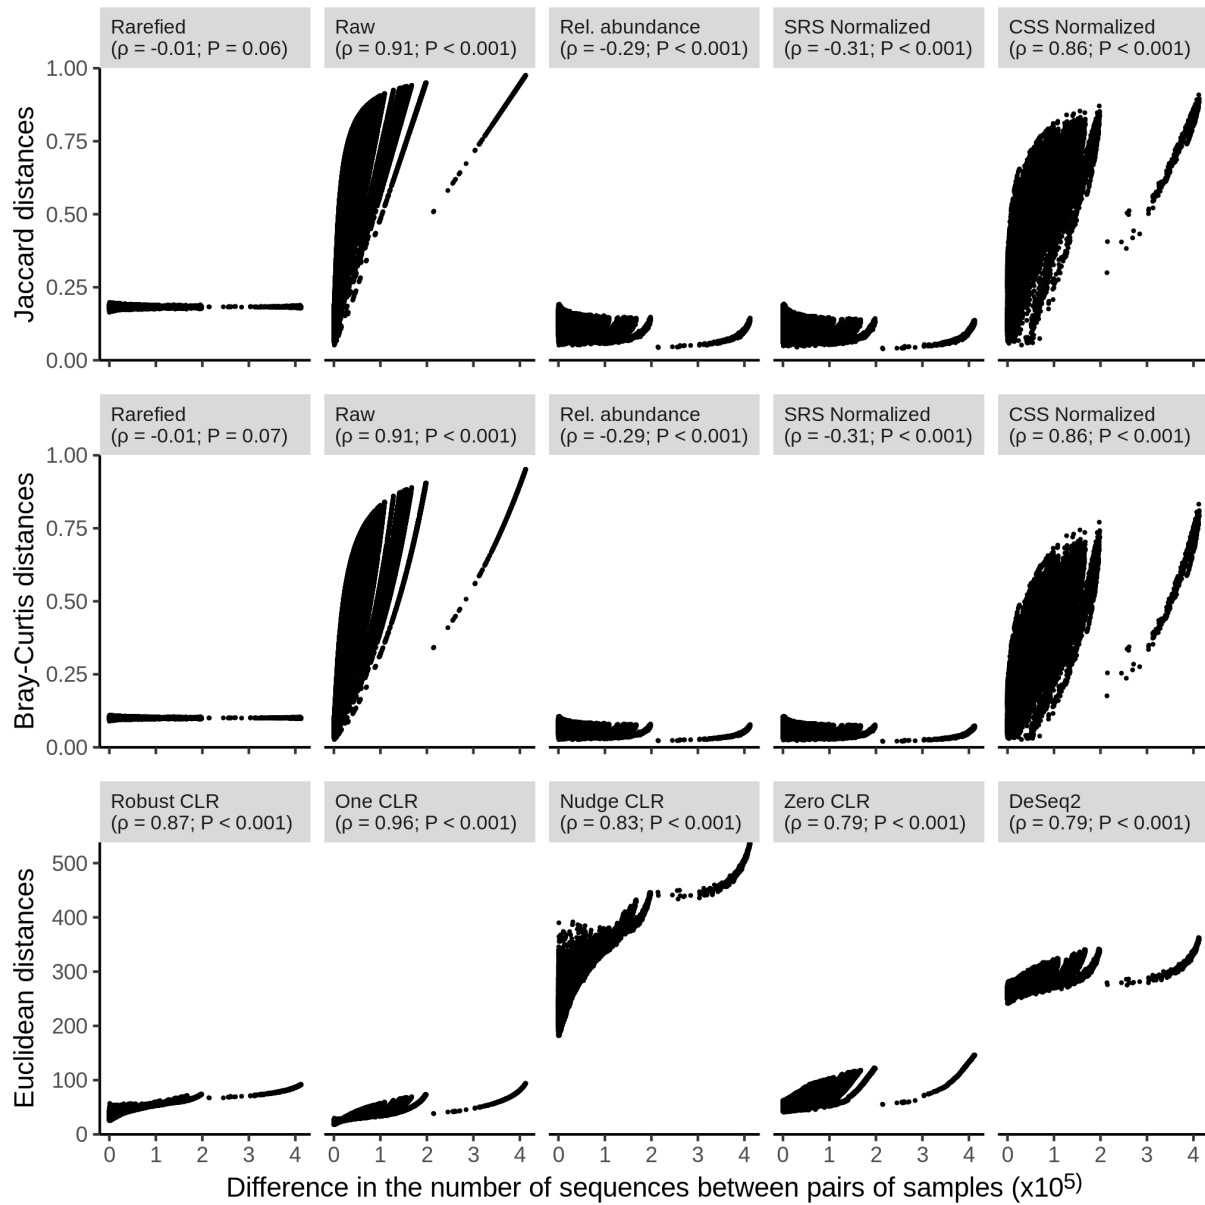 Rarefied
(ρ = -0.01; P = 0.06)
Raw
(ρ = 0.91; P < 0.001)
Rel. abundance
(ρ = -0.29; P < 0.001)
SRS Normalized
(ρ = -0.31; P < 0.001)
CSS Normalized
(ρ = 0.86; P < 0.001)
Jaccard distances
1.00
0.75
0.50
0.25
0.00
Rarefied
(ρ = -0.01; P = 0.07)
Raw
(ρ = 0.91; P < 0.001)
Rel. abundance
(ρ = -0.29; P < 0.001)
SRS Normalized
(ρ = -0.31; P < 0.001)
CSS Normalized
(ρ = 0.86; P < 0.001)
Bray-Curtis distances
1.00
0.75
0.50
0.25
0.00
Robust CLR
(ρ = 0.87; P < 0.001)
One CLR
(ρ = 0.96; P < 0.001)
Nudge CLR
(ρ = 0.83; P < 0.001)
Zero CLR
(ρ = 0.79; P < 0.001)
DeSeq2
(ρ = 0.79; P < 0.001)
Euclidean distances
500
400
300
200
100
0
0 1 2 3 4
0 1 2 3 4
0 1 2 3 4
0 1 2 3 4
0 1 2 3 4
Difference in the number of sequences between pairs of samples (x10⁵⁾